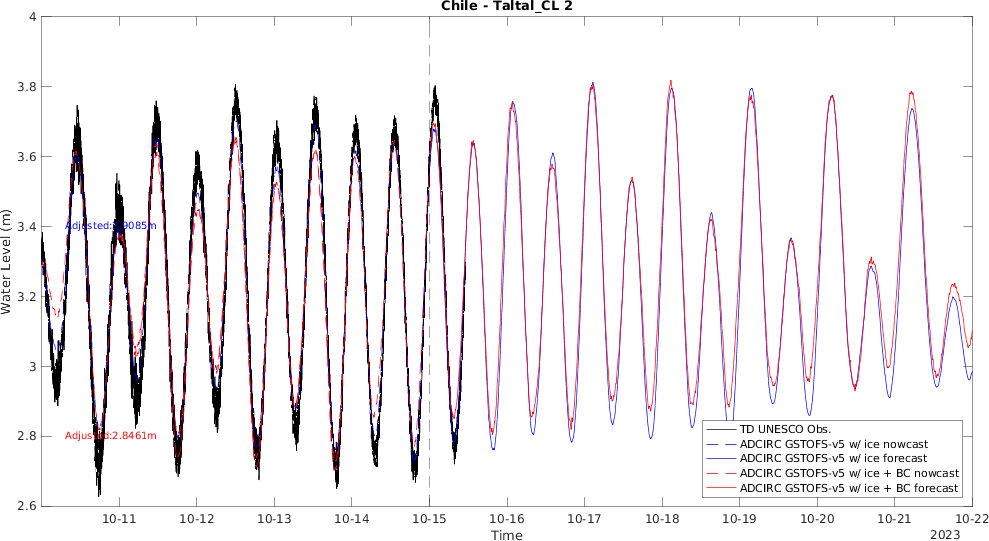 Chile - Taltal_CL 2
4
3.8
3.6
3.4
3.2
3
2.8
2.6
Water Level (m)
Adjusted:2.9085m
Adjusted:2.8461m
TD UNESCO Obs.
ADCIRC GSTOFS-v5 w/ ice nowcast
ADCIRC GSTOFS-v5 w/ ice forecast
ADCIRC GSTOFS-v5 w/ ice + BC nowcast
ADCIRC GSTOFS-v5 w/ ice + BC forecast
10-11 10-12 10-13 10-14 10-15 10-16 10-17 10-18 10-19 10-20 10-21 10-22
Time
2023